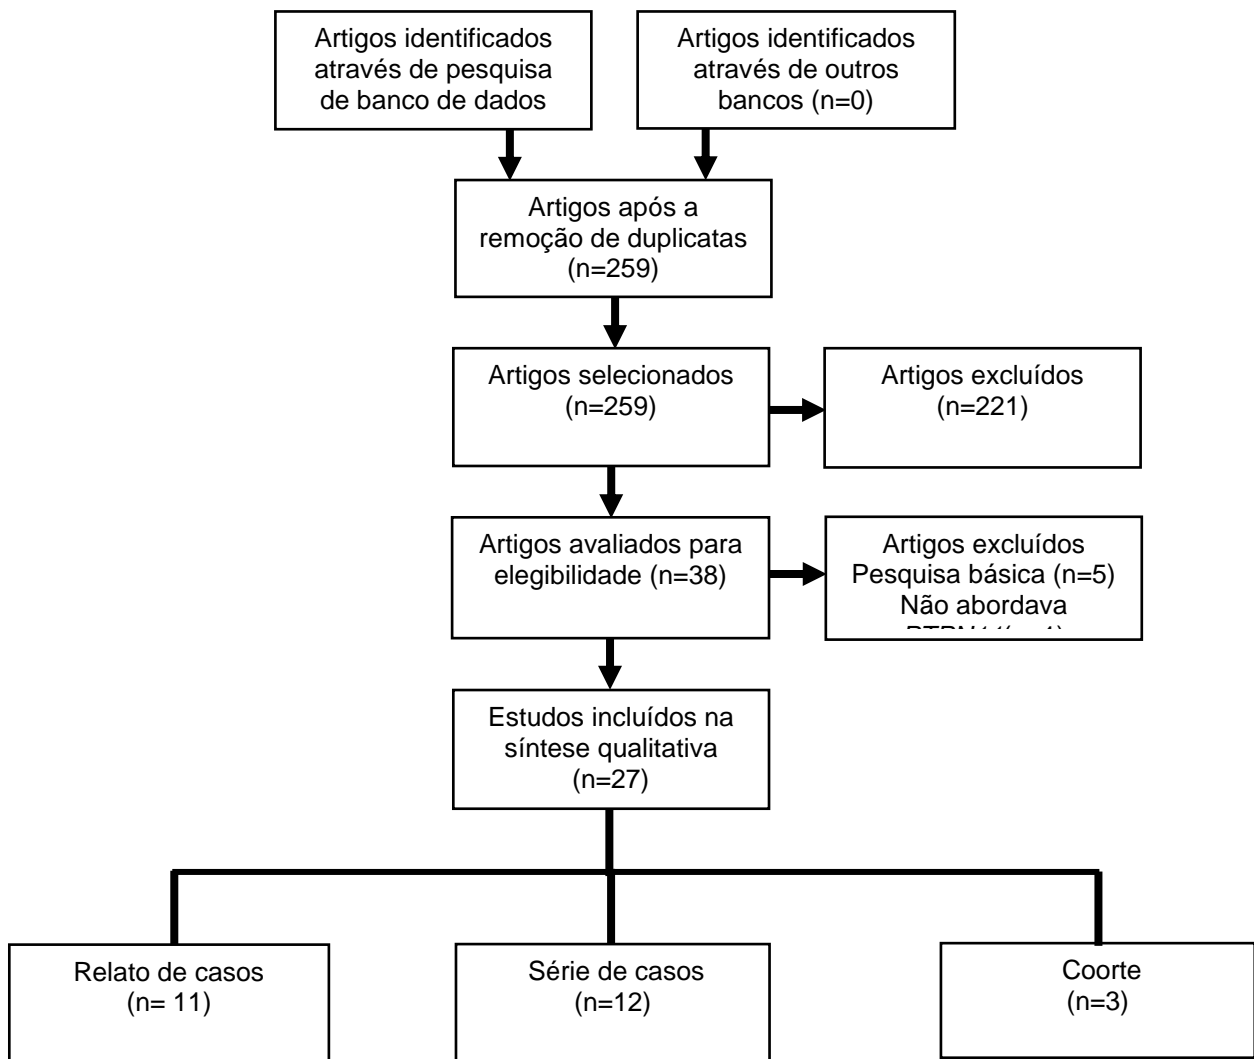 Artigos identificados
através de pesquisa
de banco de dados
Artigos identificados
através de outros
bancos (n=0)
Artigos após a
remoção de duplicatas
(n=259)
Artigos selecionados
(n=259)
Artigos excluídos
(n=221)
Artigos avaliados para
elegibilidade (n=38)
Artigos excluídos
Pesquisa básica (n=5)
Não abordava
Estudos incluídos na
síntese qualitativa
(n=27)
Relato de casos
(n= 11)
Série de casos
(n=12)
Coorte
(n=3)